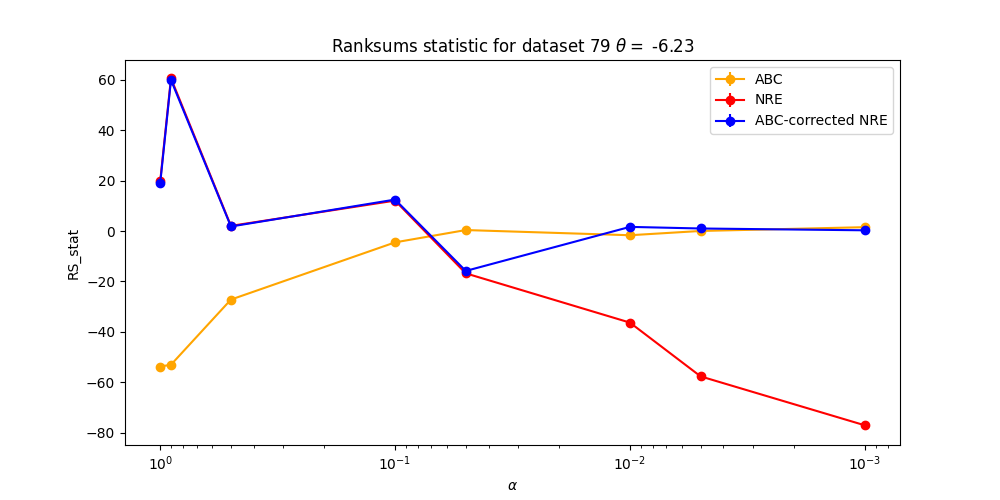 Ranksums statistic for dataset 79 θ = -6.23
ABC
NRE
ABC-corrected NRE
RS_stat
60
40
20
0
−20
−40
−60
−80
10⁰
10⁻¹
10⁻²
10⁻³
α